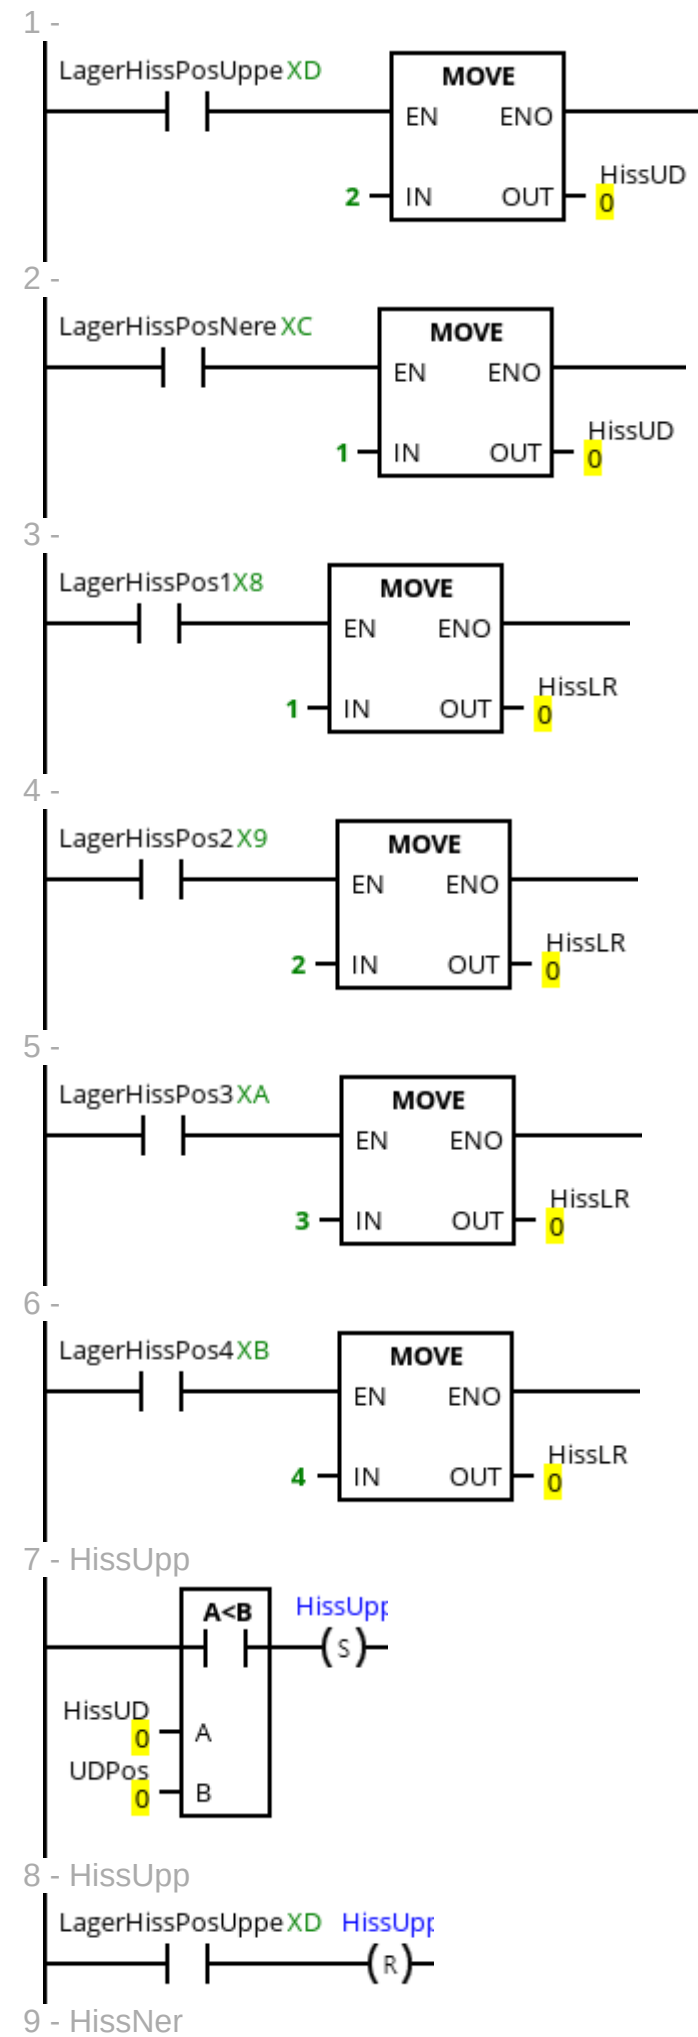 1 -
LagerHissPosUppe XD
MOVE
EN ENO
HissUD
2 IN OUT 0
2 -
LagerHissPosNere XC
MOVE
EN ENO
HissUD
1 IN OUT 0
3 -
LagerHissPos1 X8
MOVE
EN ENO
HissLR
1 IN OUT 0
4 -
LagerHissPos2 X9
MOVE
EN ENO
HissLR
2 IN OUT 0
5 -
LagerHissPos3 XA
MOVE
EN ENO
HissLR
3 IN OUT 0
6 -
LagerHissPos4 XB
MOVE
EN ENO
HissLR
4 IN OUT 0
7 - HissUpp
A<B
HissUpp
S
HissUD
0 A
UDPos
0 B
8 - HissUpp
LagerHissPosUppe XD HissUpp
R
9 - HissNer